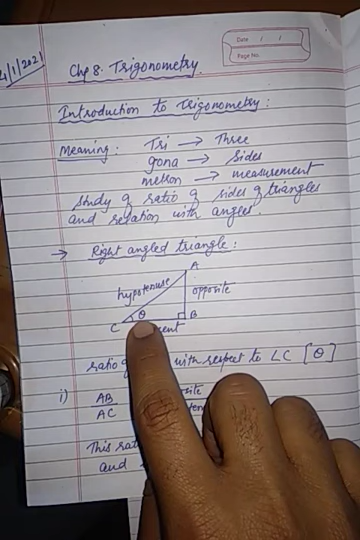 4/1/2021
Date / /
Page No.
Chp 8. Trigonometry.
Introduction to Trigonometry:
Meaning: Tri → Three
gona → Sides
metron → measurement
Study of ratio of sides of triangles
and relation with angles.
→ Right angled triangle:
A
hypotenuse
opposite
θ
C
B
ratio with respect to ∠C [θ]
i) AB
AC
This
and